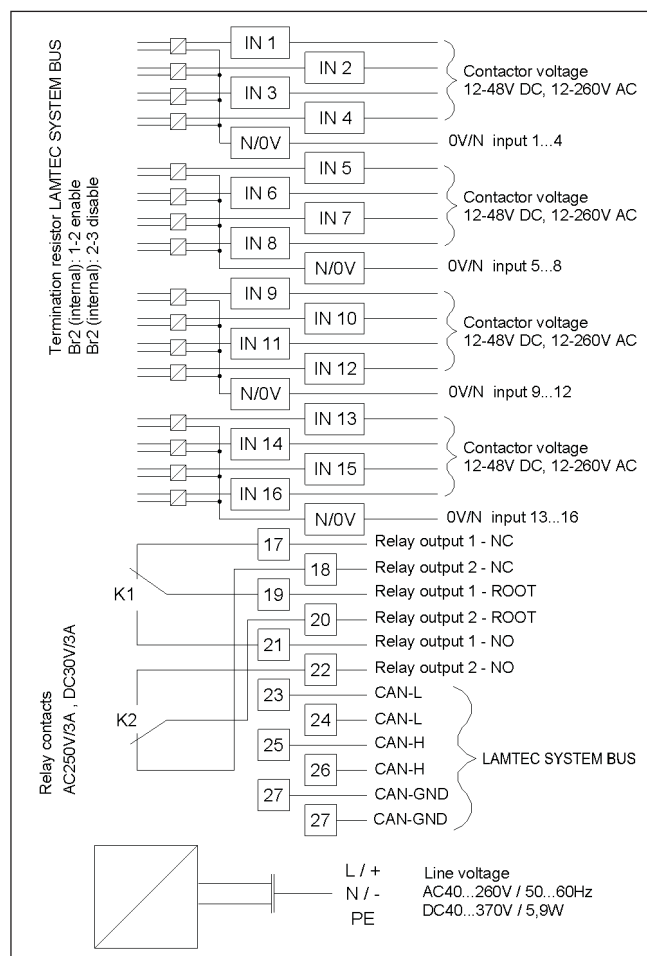 Termination resistor LAMTEC SYSTEM BUS
Br2 (internal): 1-2 enable
Br2 (internal): 2-3 disable
IN 1
IN 2
IN 3
IN 4
Contactor voltage
12-48V DC, 12-260V AC
N/0V
0V/N input 1...4
IN 5
IN 6
IN 7
IN 8
Contactor voltage
12-48V DC, 12-260V AC
N/0V
0V/N input 5...8
IN 9
IN 10
IN 11
IN 12
Contactor voltage
12-48V DC, 12-260V AC
N/0V
0V/N input 9...12
IN 13
IN 14
IN 15
IN 16
Contactor voltage
12-48V DC, 12-260V AC
N/0V
0V/N input 13...16
Relay contacts
AC250V/3A , DC30V/3A
K1
K2
17 Relay output 1 - NC
18 Relay output 2 - NC
19 Relay output 1 - ROOT
20 Relay output 2 - ROOT
21 Relay output 1 - NO
22 Relay output 2 - NO
23 CAN-L
24 CAN-L
25 CAN-H
26 CAN-H
27 CAN-GND
27 CAN-GND
LAMTEC SYSTEM BUS
L / +
N / -
PE
Line voltage
AC40...260V / 50...60Hz
DC40...370V / 5,9W